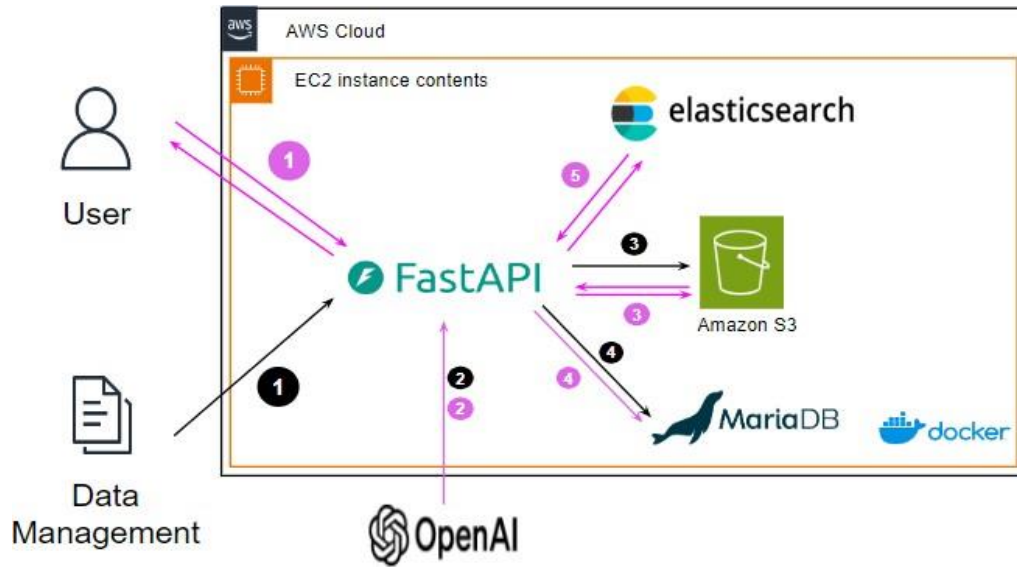 aws
AWS Cloud
EC2 instance contents
elasticsearch
User
1
5
3
FastAPI
3
Amazon S3
1
2
2
4
4
MariaDB
docker
Data
Management
OpenAI